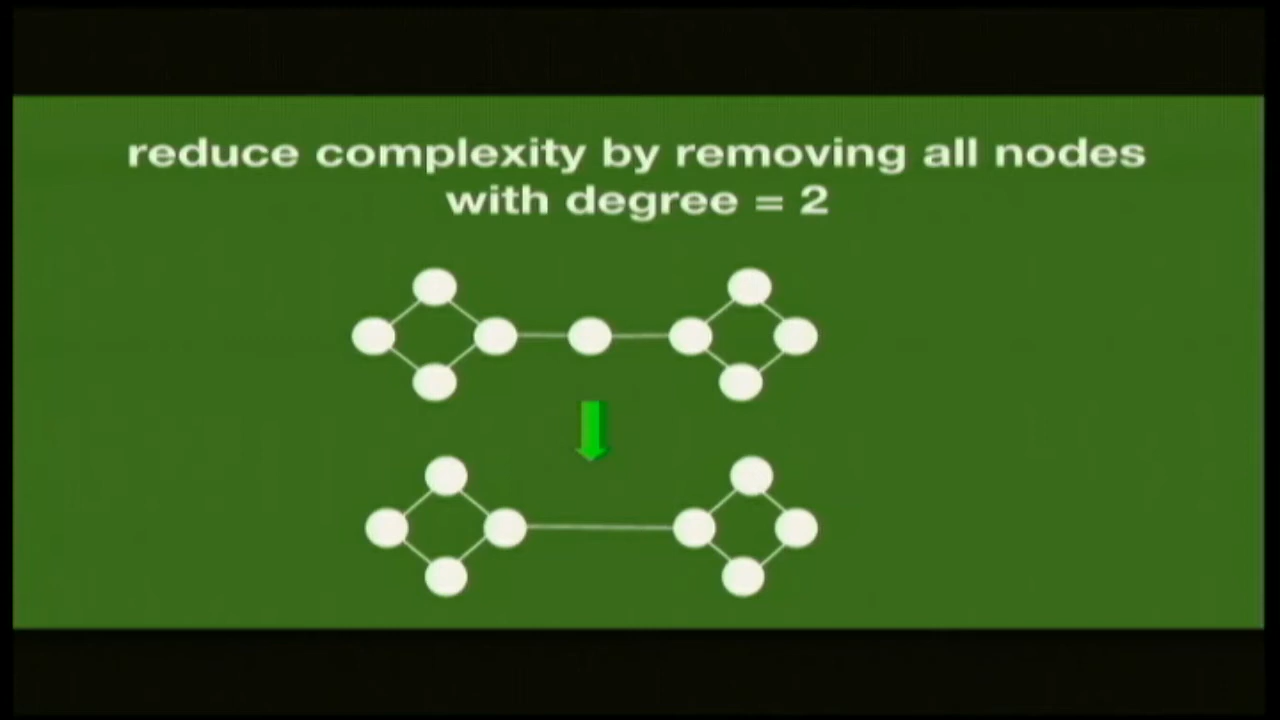 reduce complexity by removing all nodes
with degree = 2